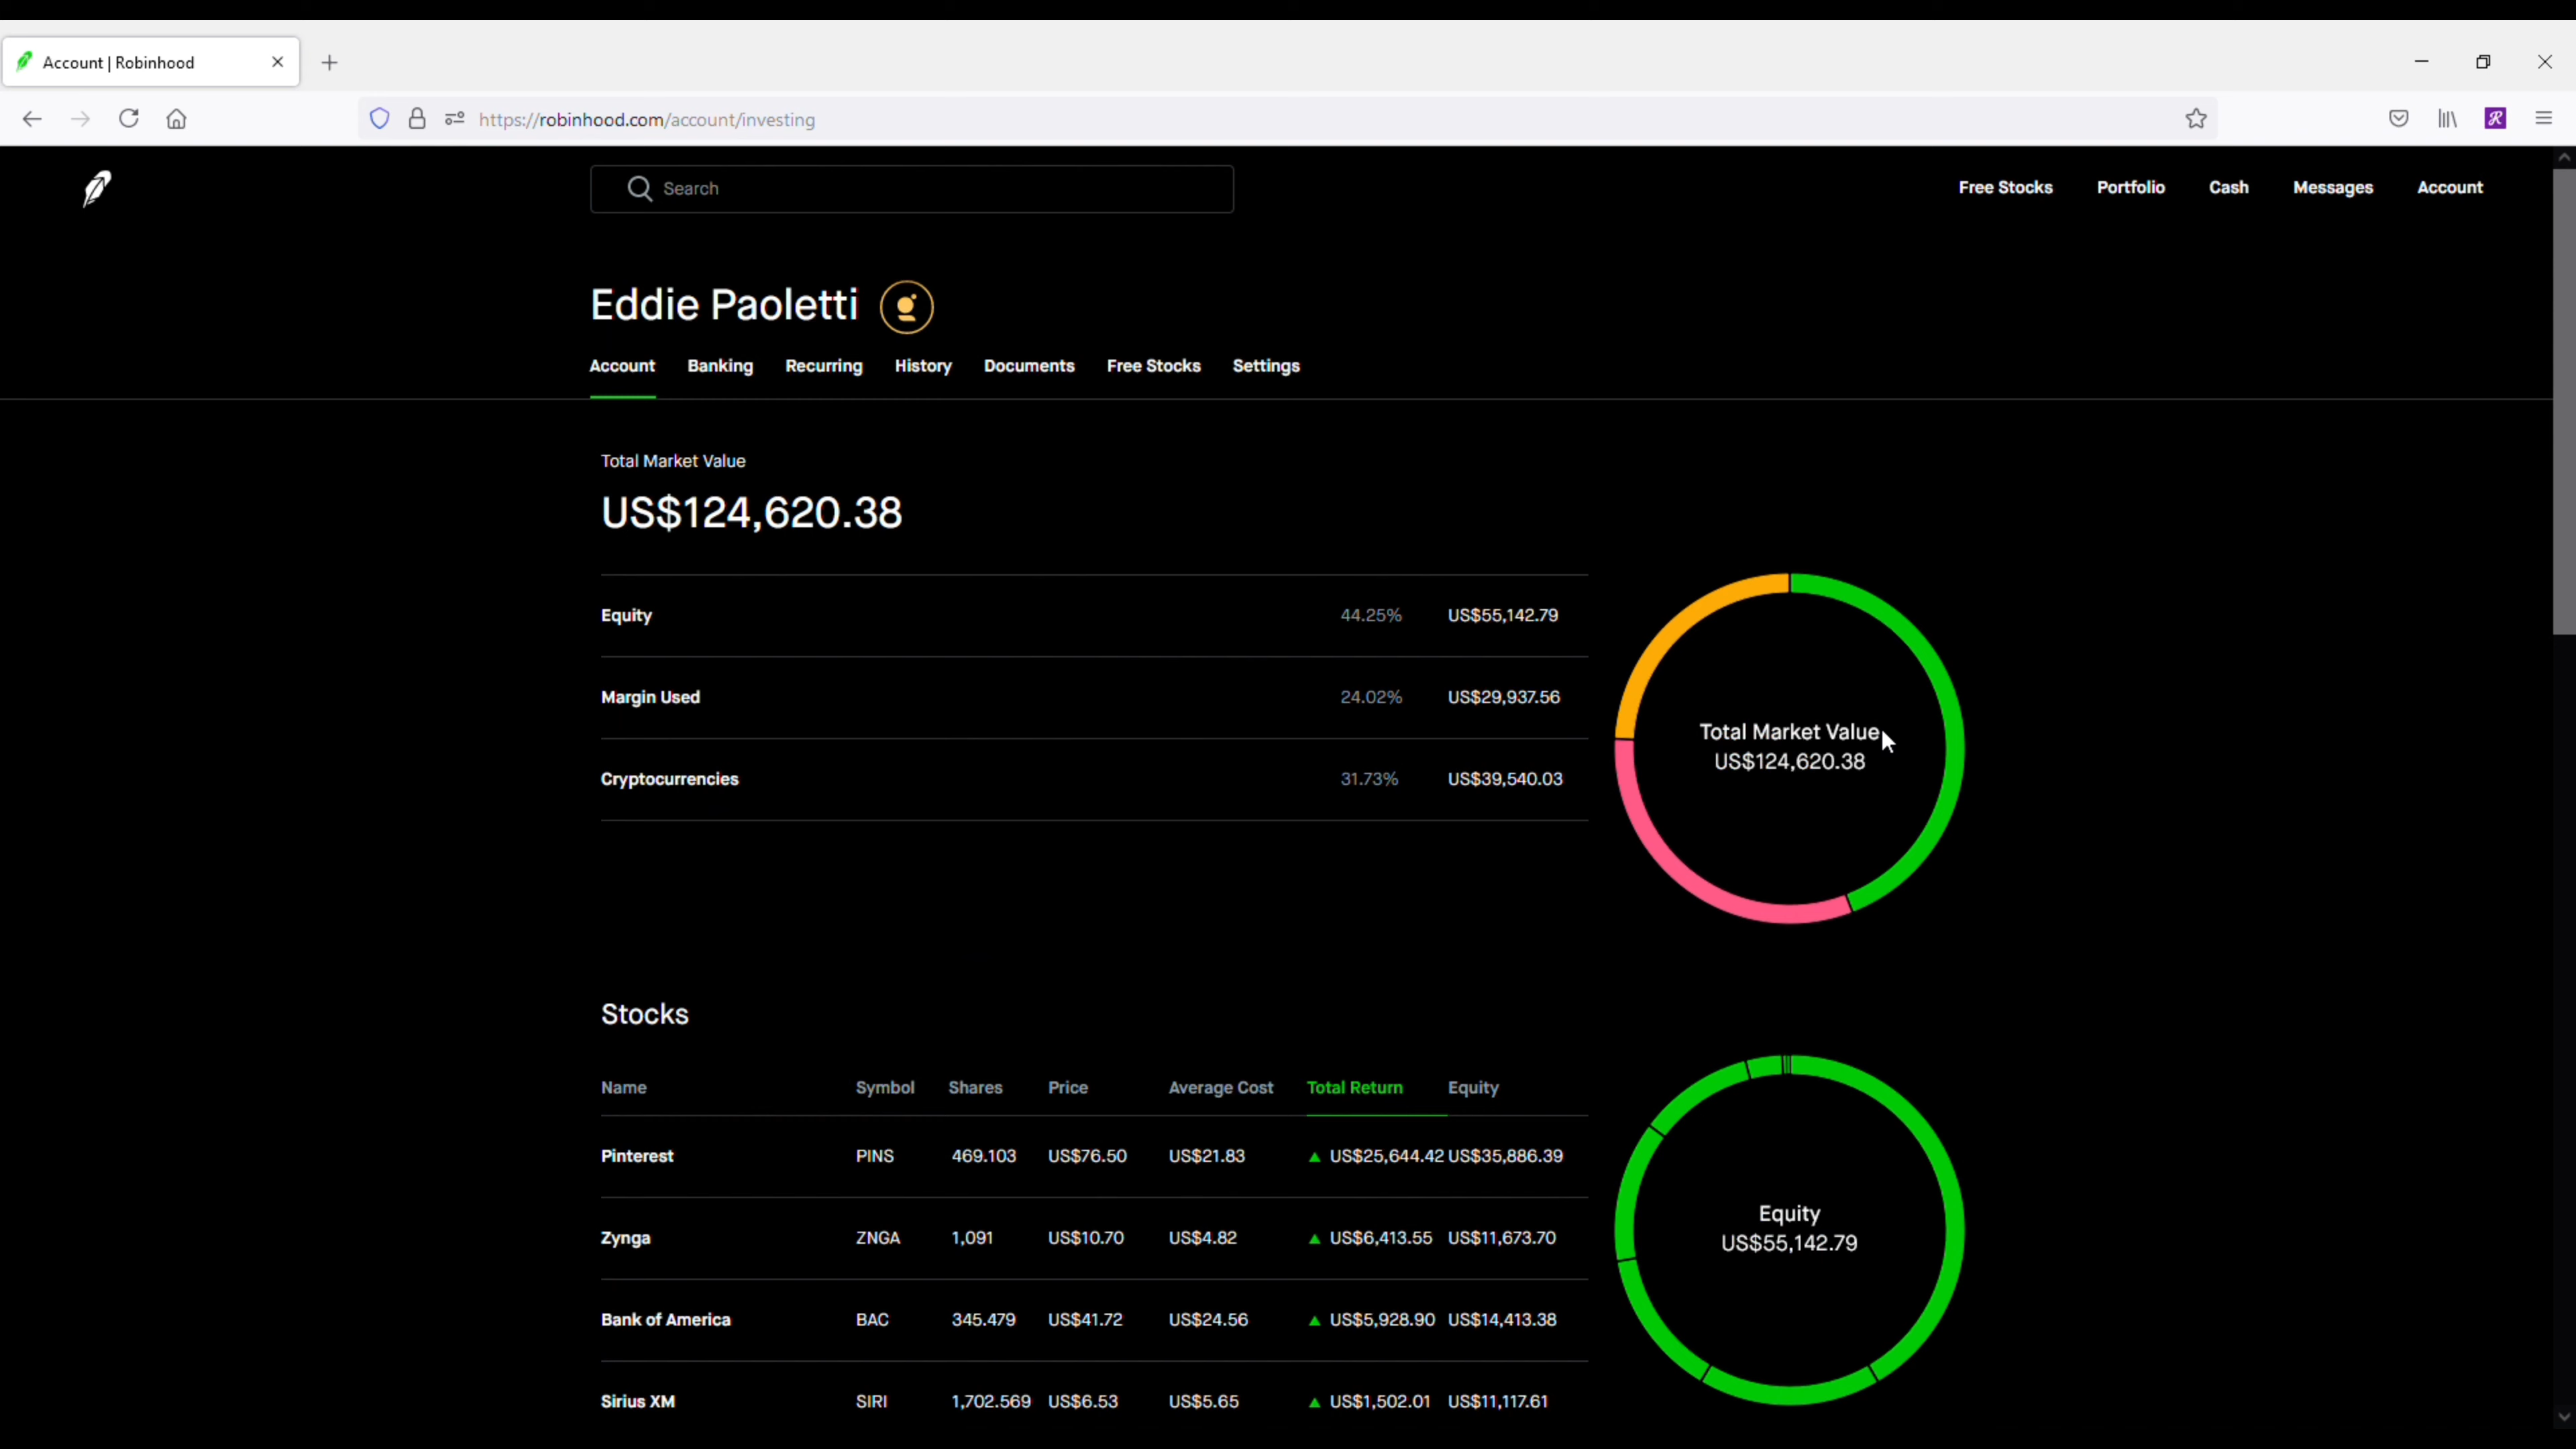 Account | Robinhood
https://robinhood.com/account/investing
Search
Free Stocks Portfolio Cash Messages Account
Eddie Paoletti
Account Banking Recurring History Documents Free Stocks Settings
Total Market Value
US$124,620.38
Equity 44.25% US$55,142.79
Margin Used 24.02% US$29,937.56
Cryptocurrencies 31.73% US$39,540.03
Total Market Value
US$124,620.38
Stocks
Name Symbol Shares Price Average Cost Total Return Equity
Pinterest PINS 469.103 US$76.50 US$21.83 ▲ US$25,644.42 US$35,886.39
Zynga ZNGA 1,091 US$10.70 US$4.82 ▲ US$6,413.55 US$11,673.70
Bank of America BAC 345.479 US$41.72 US$24.56 ▲ US$5,928.90 US$14,413.38
Sirius XM SIRI 1,702.569 US$6.53 US$5.65 ▲ US$1,502.01 US$11,117.61
Equity
US$55,142.79